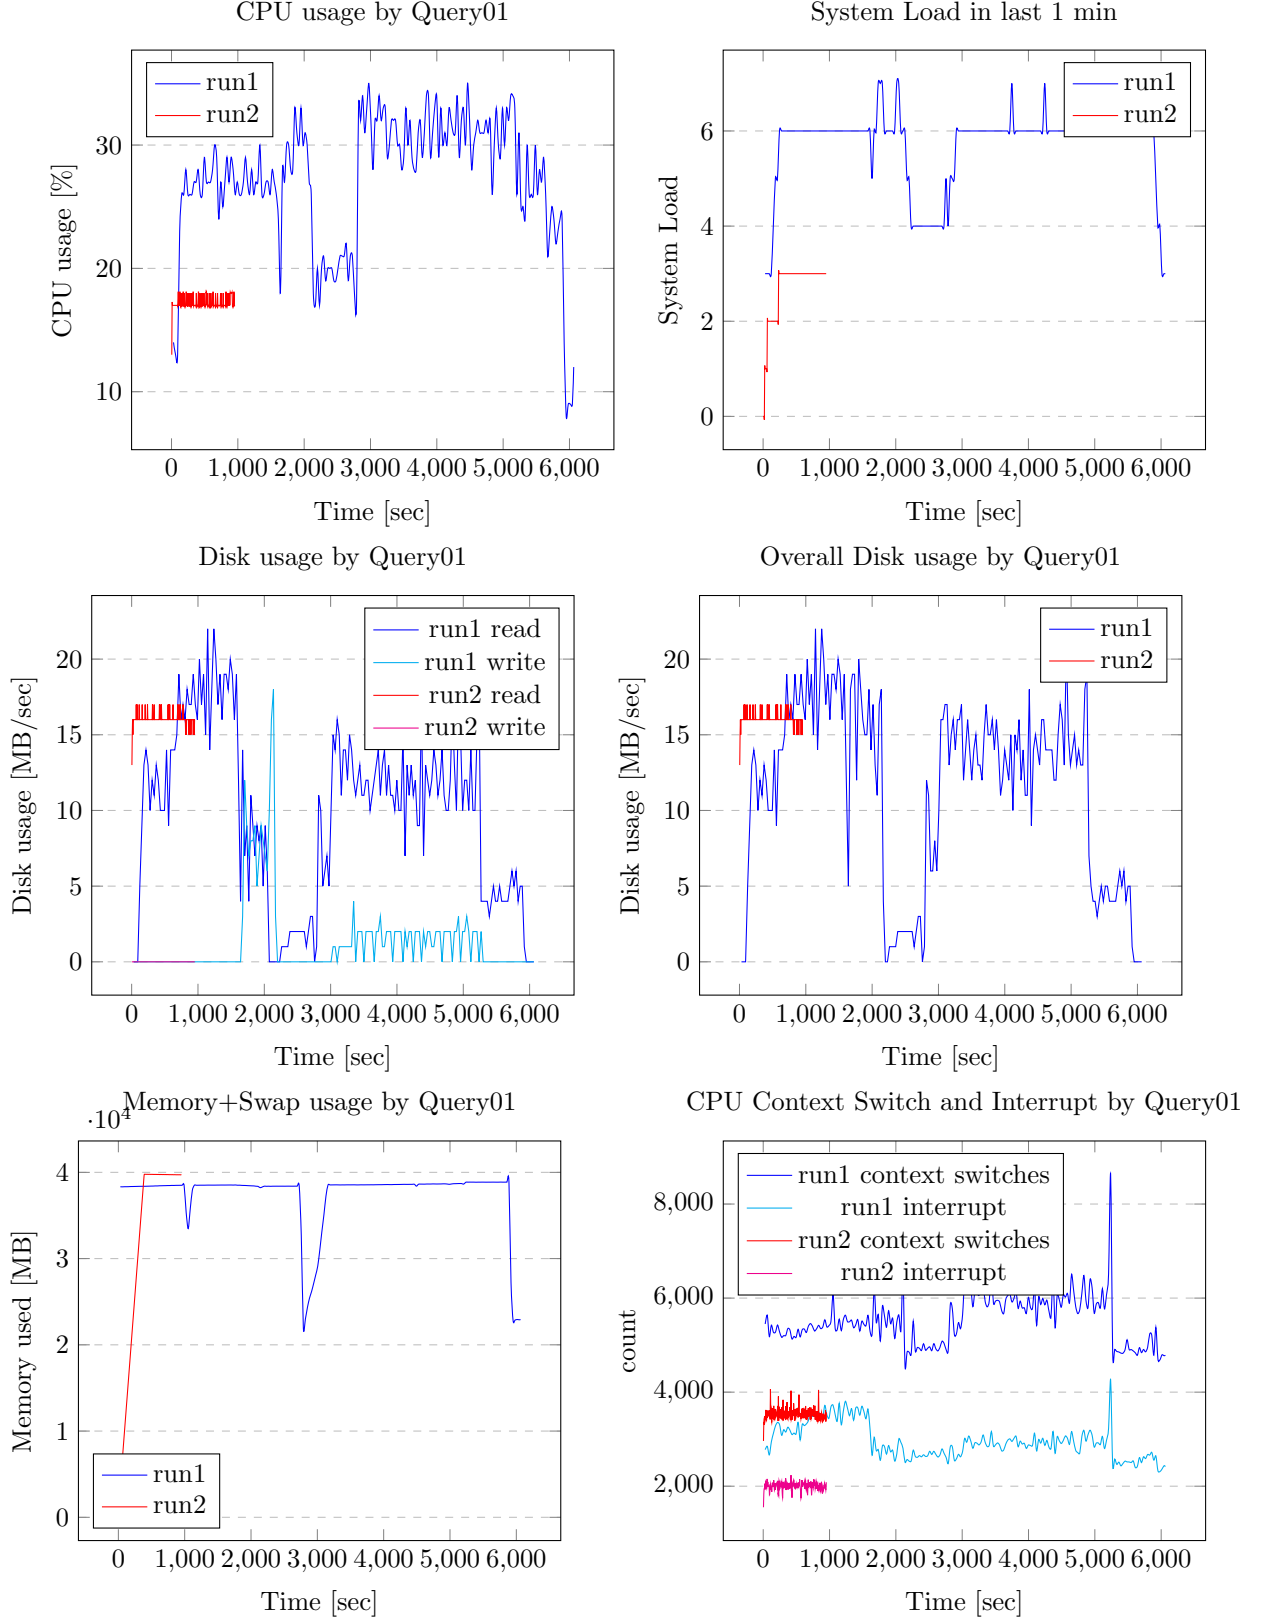 CPU usage by Query01
run1
run2
30
20
10
CPU usage [%]
0 1,000 2,000 3,000 4,000 5,000 6,000
Time [sec]
System Load in last 1 min
run1
run2
6
4
2
0
System Load
0 1,000 2,000 3,000 4,000 5,000 6,000
Time [sec]
Disk usage by Query01
run1 read
run1 write
run2 read
run2 write
20
15
10
5
0
Disk usage [MB/sec]
0 1,000 2,000 3,000 4,000 5,000 6,000
Time [sec]
Overall Disk usage by Query01
run1
run2
20
15
10
5
0
Disk usage [MB/sec]
0 1,000 2,000 3,000 4,000 5,000 6,000
Time [sec]
Memory+Swap usage by Query01
·10⁴
4
3
2
1
0
Memory used [MB]
run1
run2
0 1,000 2,000 3,000 4,000 5,000 6,000
Time [sec]
CPU Context Switch and Interrupt by Query01
run1 context switches
run1 interrupt
run2 context switches
run2 interrupt
8,000
6,000
4,000
2,000
count
0 1,000 2,000 3,000 4,000 5,000 6,000
Time [sec]